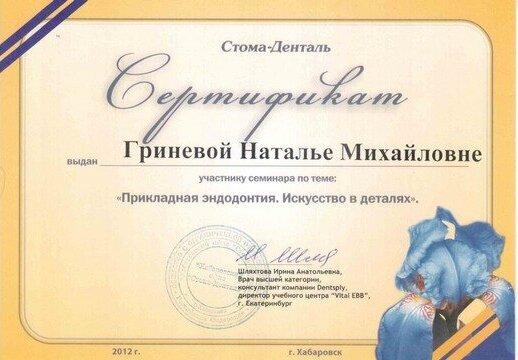 Стома-Денталь
Сертификат
выдан Гриневой Наталье Михайловне
участнику семинара по теме:
«Прикладная эндодонтия. Искусство в деталях».
Шляхтова Ирина Анатольевна,
Врач высшей категории,
консультант компании Dentsply,
директор учебного центра "Vital EBB",
г. Екатеринбург
2012 г.
г. Хабаровск